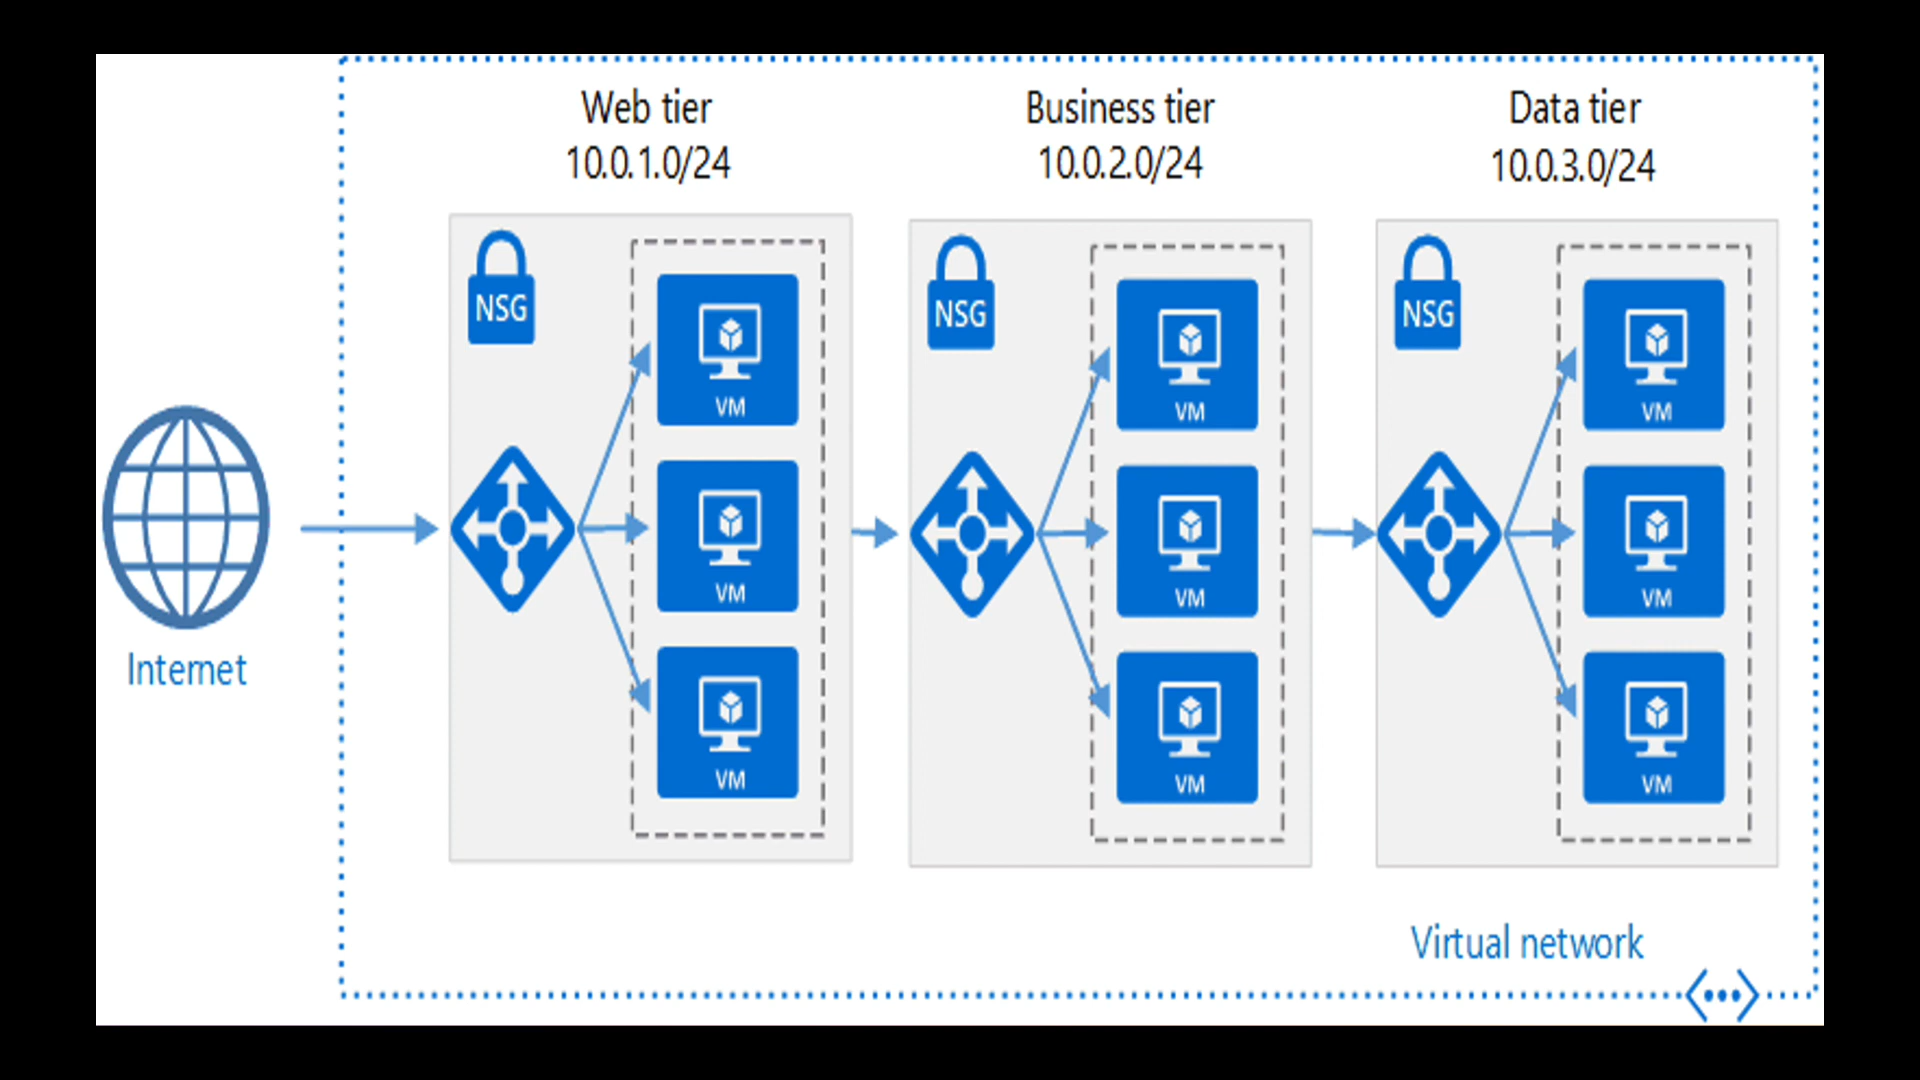 Web tier
10.0.1.0/24
Business tier
10.0.2.0/24
Data tier
10.0.3.0/24
NSG
NSG
NSG
VM
VM
VM
VM
VM
VM
VM
VM
VM
Internet
Virtual network